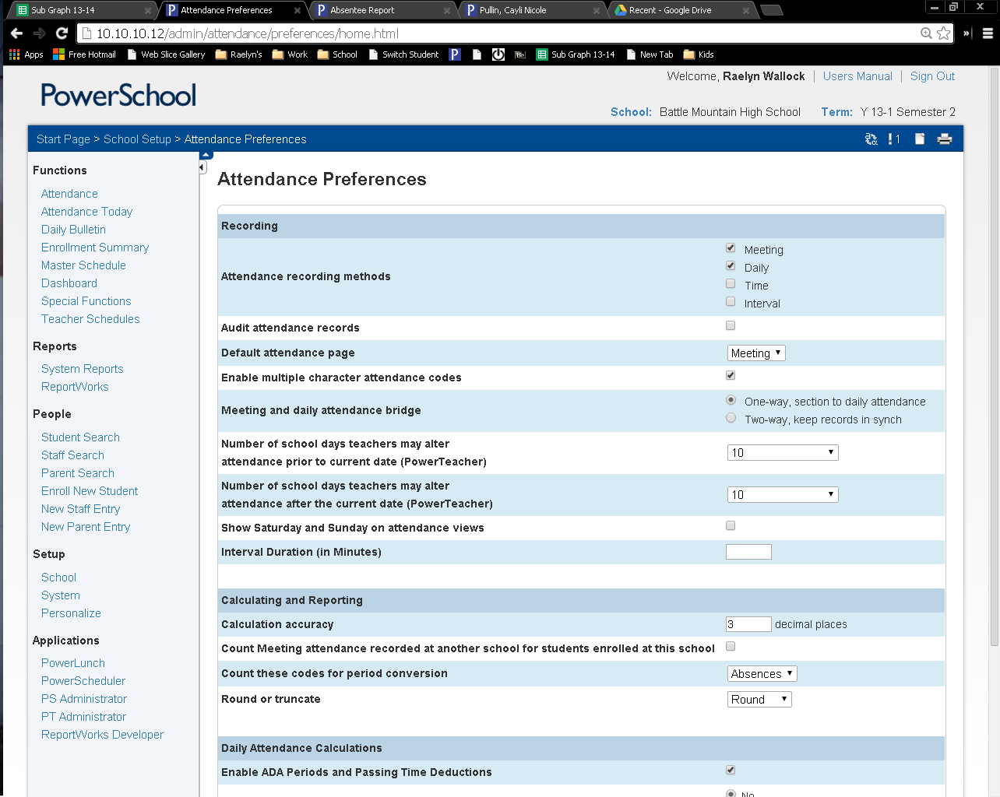 Sub Graph 13-14
Attendance Preferences
Absentee Report
Pullin, Cayli Nicole
Recent - Google Drive
10.10.10.12/admin/attendance/preferences/home.html
Apps
Free Hotmail
Web Slice Gallery
Raelyn's
Work
School
Switch Student
Sub Graph 13-14
New Tab
Kids
PowerSchool
Welcome, Raelyn Wallock | Users Manual | Sign Out
School: Battle Mountain High School Term: Y 13-1 Semester 2
Start Page > School Setup > Attendance Preferences
!1
Functions
Attendance
Attendance Today
Daily Bulletin
Enrollment Summary
Master Schedule
Dashboard
Special Functions
Teacher Schedules
Reports
System Reports
ReportWorks
People
Student Search
Staff Search
Parent Search
Enroll New Student
New Staff Entry
New Parent Entry
Setup
School
System
Personalize
Applications
PowerLunch
PowerScheduler
PS Administrator
PT Administrator
ReportWorks Developer
Attendance Preferences
Recording
Attendance recording methods
Meeting
Daily
Time
Interval
Audit attendance records
Default attendance page
Meeting
Enable multiple character attendance codes
Meeting and daily attendance bridge
One-way, section to daily attendance
Two-way, keep records in synch
Number of school days teachers may alter
attendance prior to current date (PowerTeacher)
10
Number of school days teachers may alter
attendance after the current date (PowerTeacher)
10
Show Saturday and Sunday on attendance views
Interval Duration (in Minutes)
Calculating and Reporting
Calculation accuracy
3 decimal places
Count Meeting attendance recorded at another school for students enrolled at this school
Count these codes for period conversion
Absences
Round or truncate
Round
Daily Attendance Calculations
Enable ADA Periods and Passing Time Deductions
No